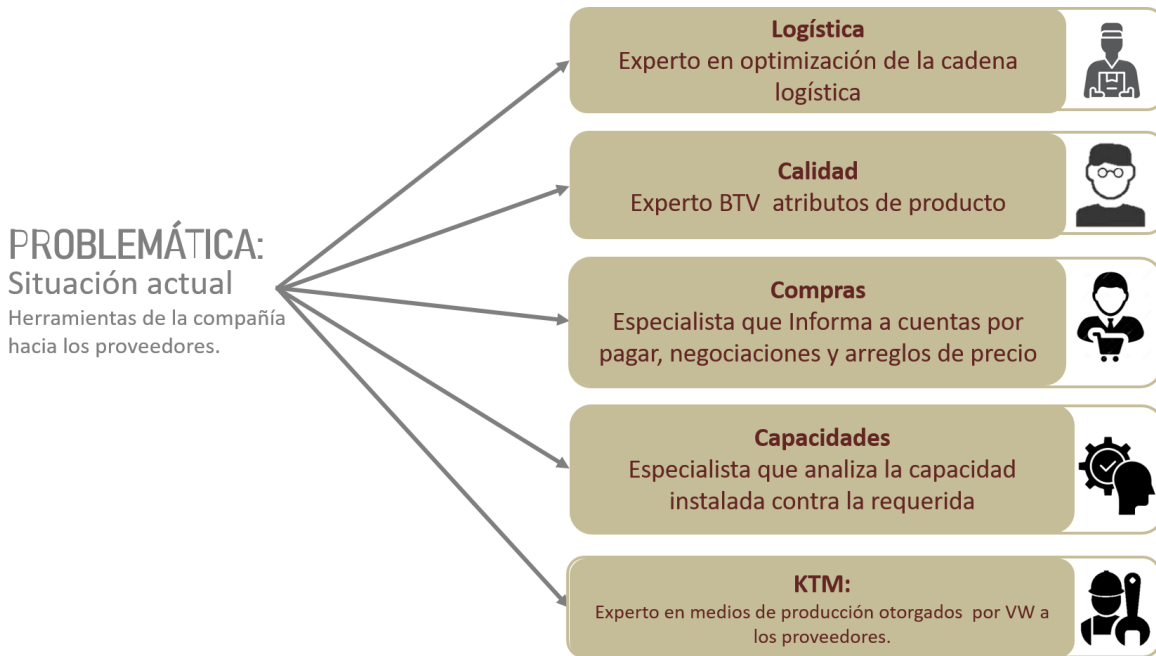 PROBLEMÁTICA:
Situación actual
Herramientas de la compañía
hacia los proveedores.
Logística
Experto en optimización de la cadena
logística
Calidad
Experto BTV atributos de producto
Compras
Especialista que Informa a cuentas por
pagar, negociaciones y arreglos de precio
Capacidades
Especialista que analiza la capacidad
instalada contra la requerida
KTM:
Experto en medios de producción otorgados por VW a
los proveedores.